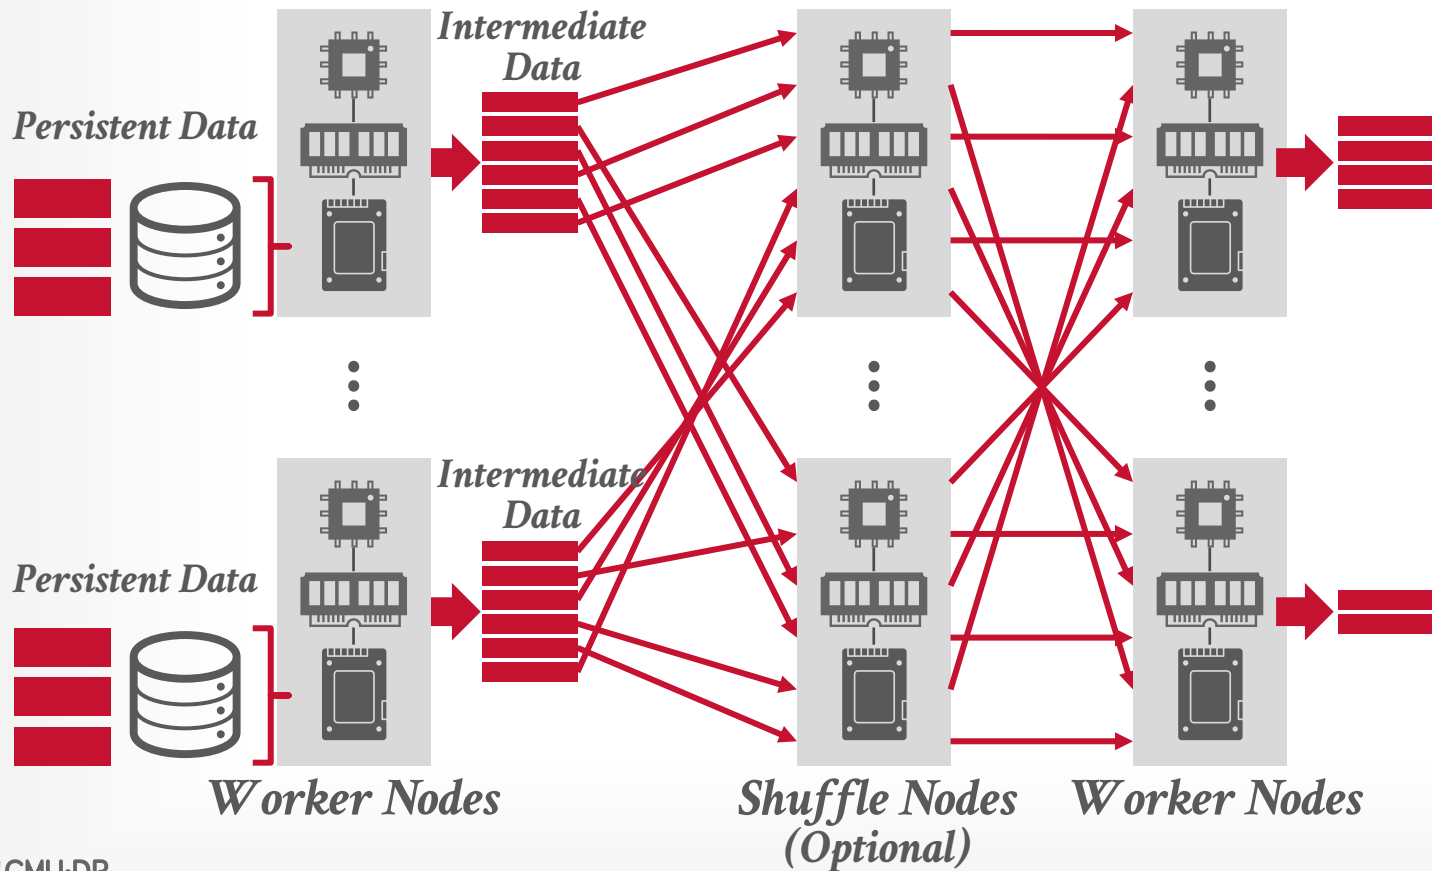 Intermediate
Data
Persistent Data
Intermediate
Data
Persistent Data
Worker Nodes
Shuffle Nodes
(Optional)
Worker Nodes